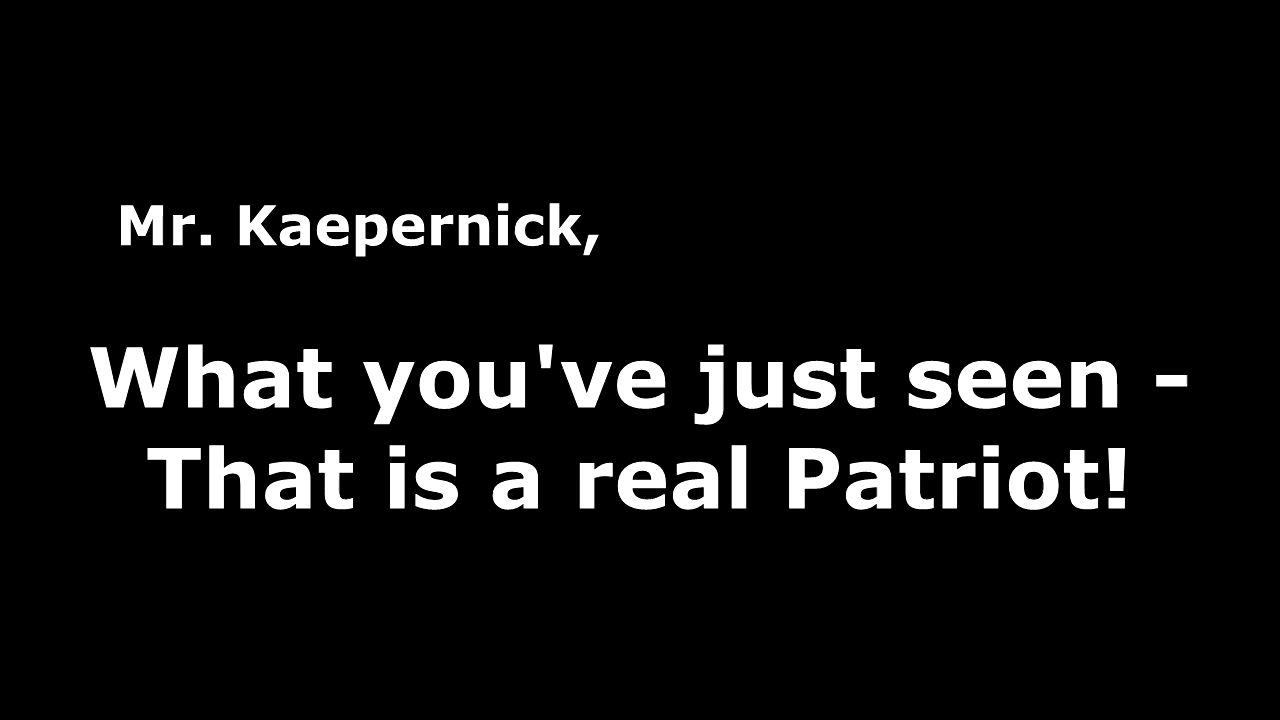 Mr. Kaepernick,
What you've just seen -
That is a real Patriot!